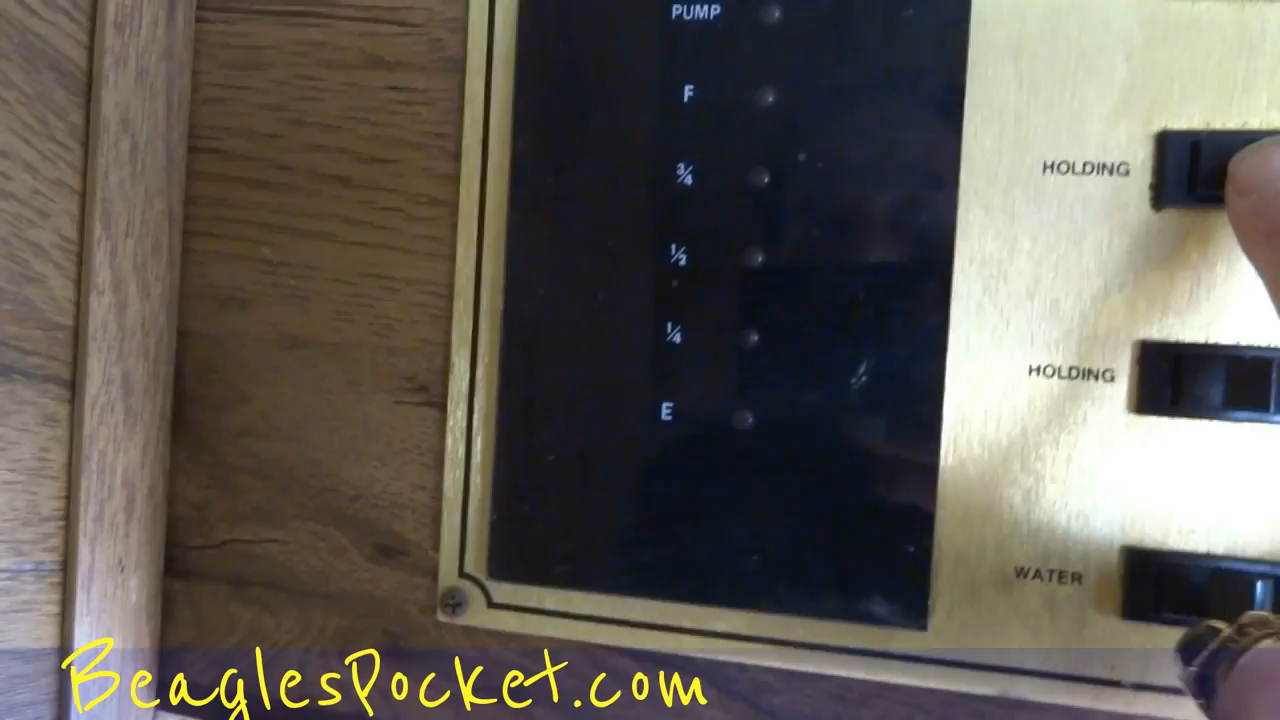 PUMP
F
¾
HOLDING
½
¼
HOLDING
E
WATER
BeaglesPocket.com